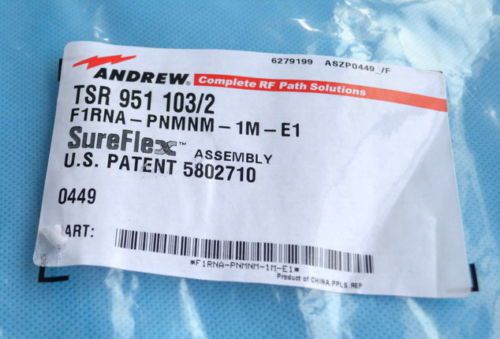 6279199 ASZP0449_/F
ANDREW® Complete RF Path Solutions
TSR 951 103/2
F1RNA-PNMNM-1M-E1
SureFlex™ ASSEMBLY
U.S. PATENT 5802710
0449
ART:
*F1RNA-PNMNM-1M-E1*
Product of CHINA, PPLS. REP